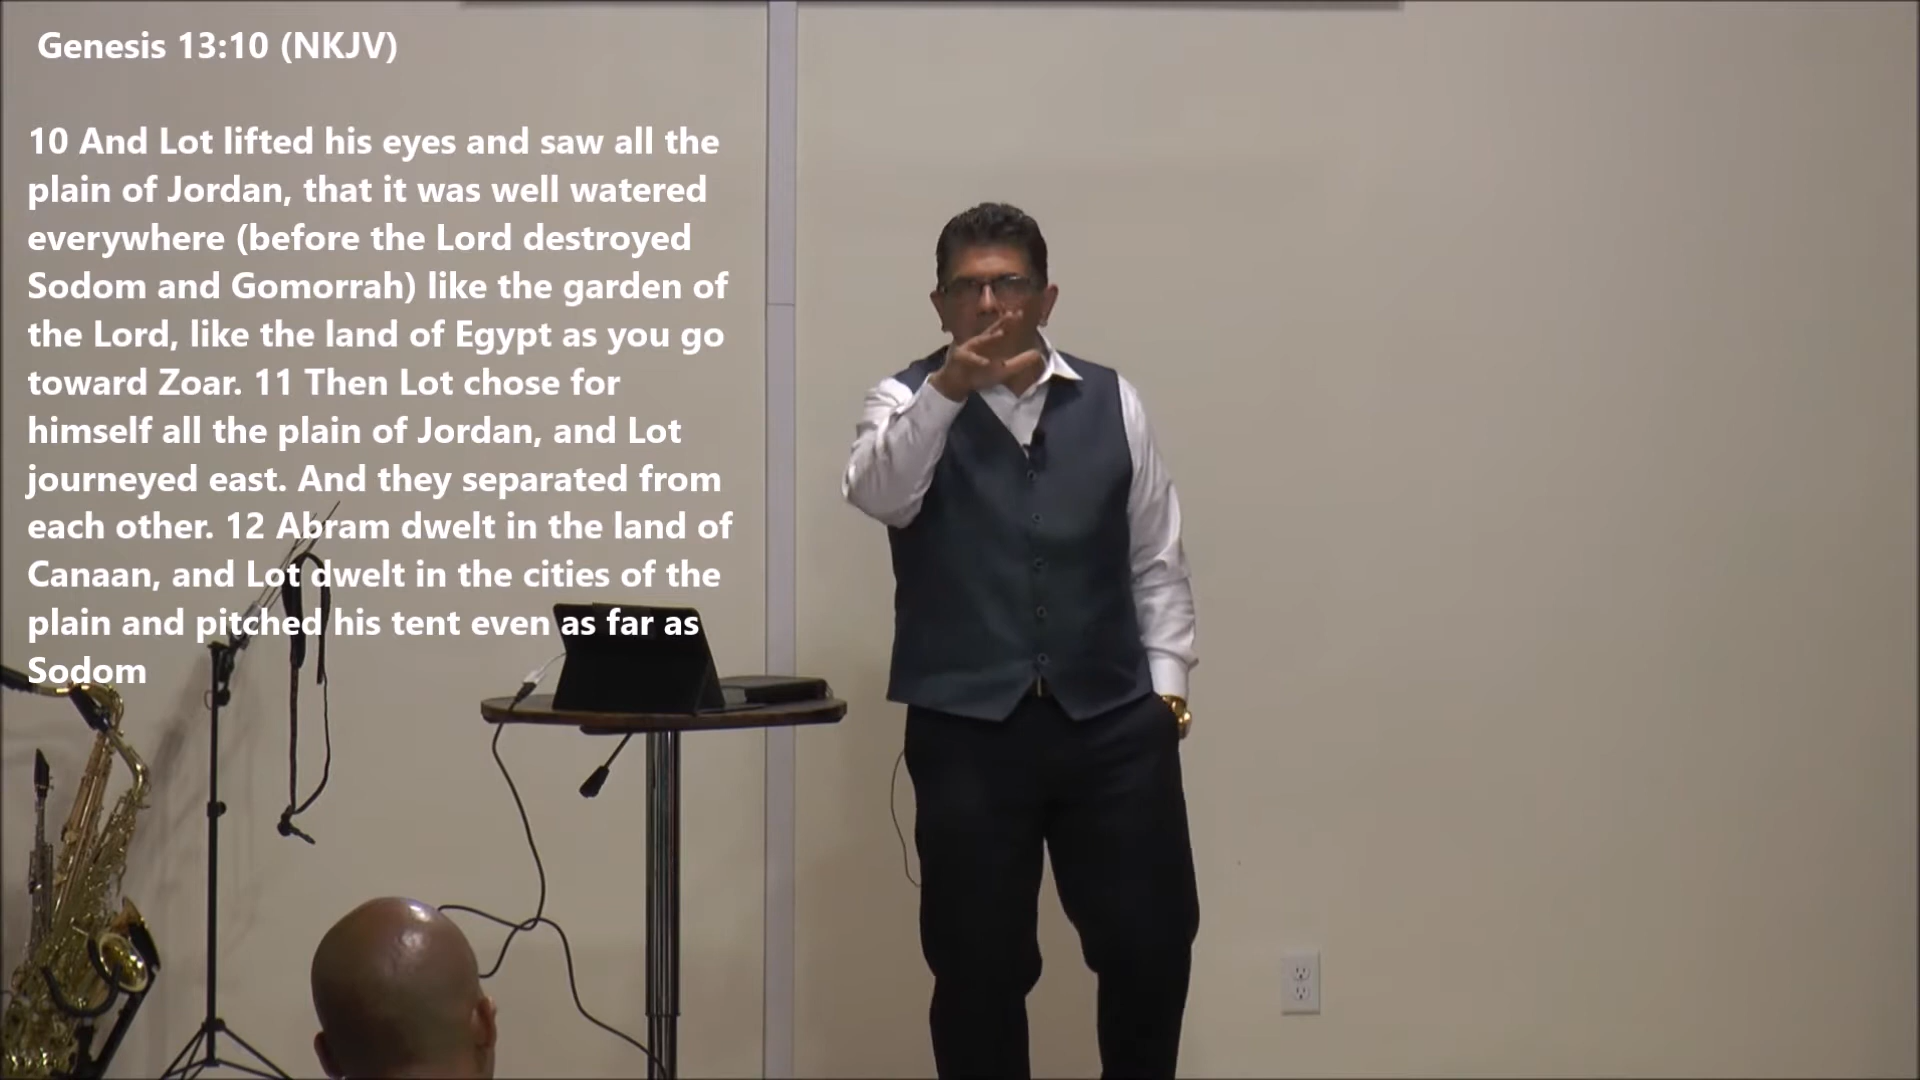 Genesis 13:10 (NKJV)
10 And Lot lifted his eyes and saw all the
plain of Jordan, that it was well watered
everywhere (before the Lord destroyed
Sodom and Gomorrah) like the garden of
the Lord, like the land of Egypt as you go
toward Zoar. 11 Then Lot chose for
himself all the plain of Jordan, and Lot
journeyed east. And they separated from
each other. 12 Abram dwelt in the land of
Canaan, and Lot dwelt in the cities of the
plain and pitched his tent even as far as
Sodom